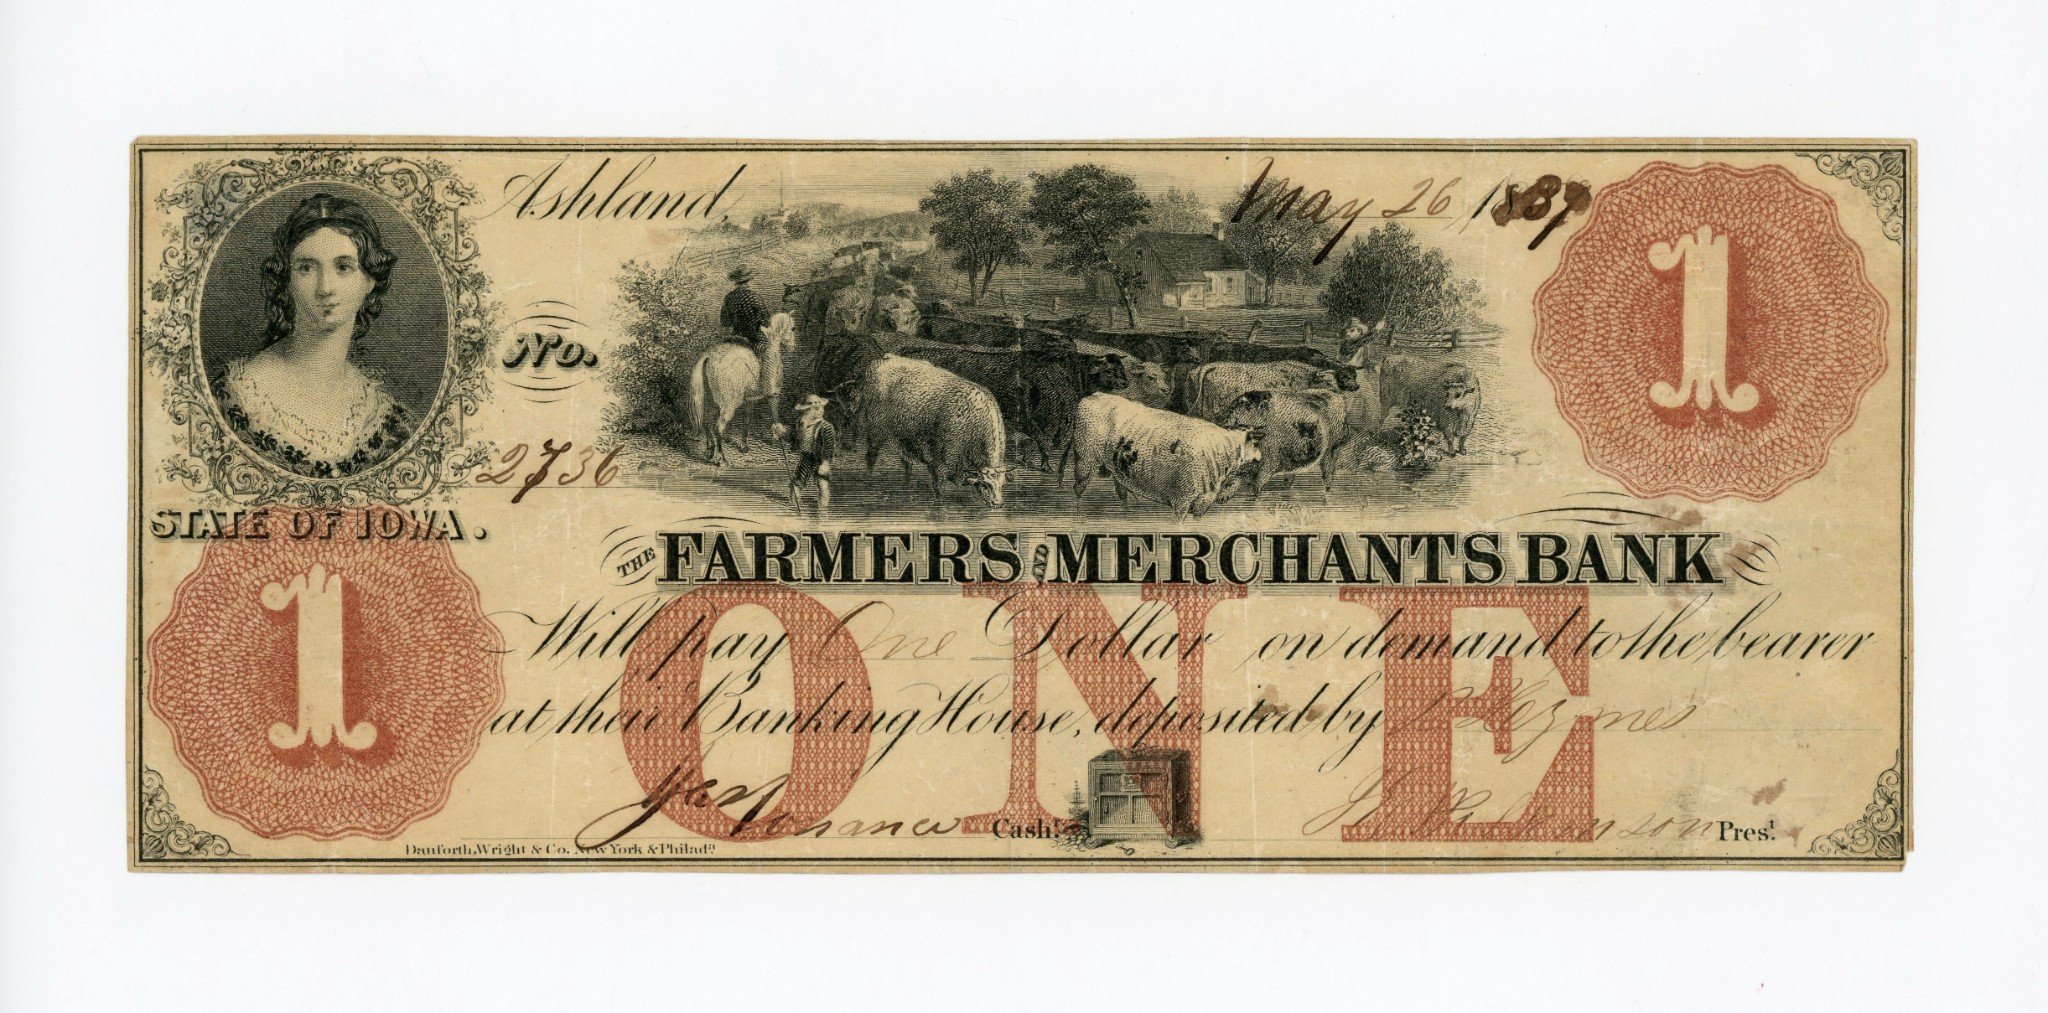 Ashland, May 26 1837
1
No.
2736
STATE OF IOWA.
THE FARMERS AND MERCHANTS BANK
1
ONE
Will pay One Dollar on demand to the bearer
at their Banking House, deposited by
Cash!
Pres!
Danforth, Wright & Co. New York & Philada